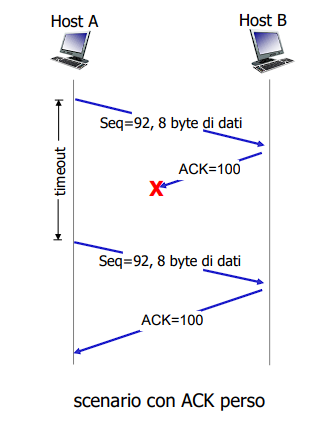 Host A
Host B
Seq=92, 8 byte di dati
ACK=100
X
timeout
Seq=92, 8 byte di dati
ACK=100
scenario con ACK perso